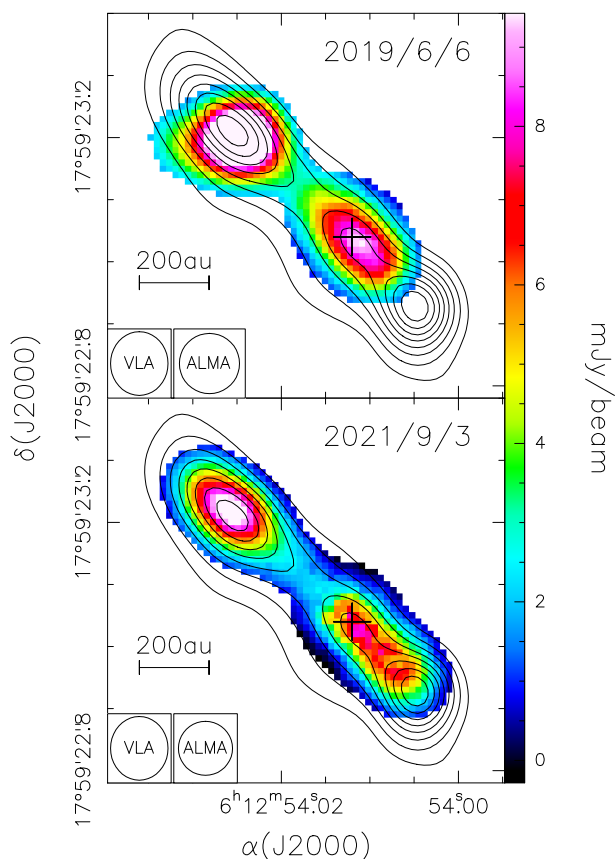 2019/6/6
17°59'23".2
200au
VLA
ALMA
17°59'22".8
2021/9/3
17°59'23".2
200au
VLA
ALMA
17°59'22".8
6ʰ12ᵐ54ˢ.02
54ˢ.00
α(J2000)
δ(J2000)
8
6
4
2
0
mJy/beam